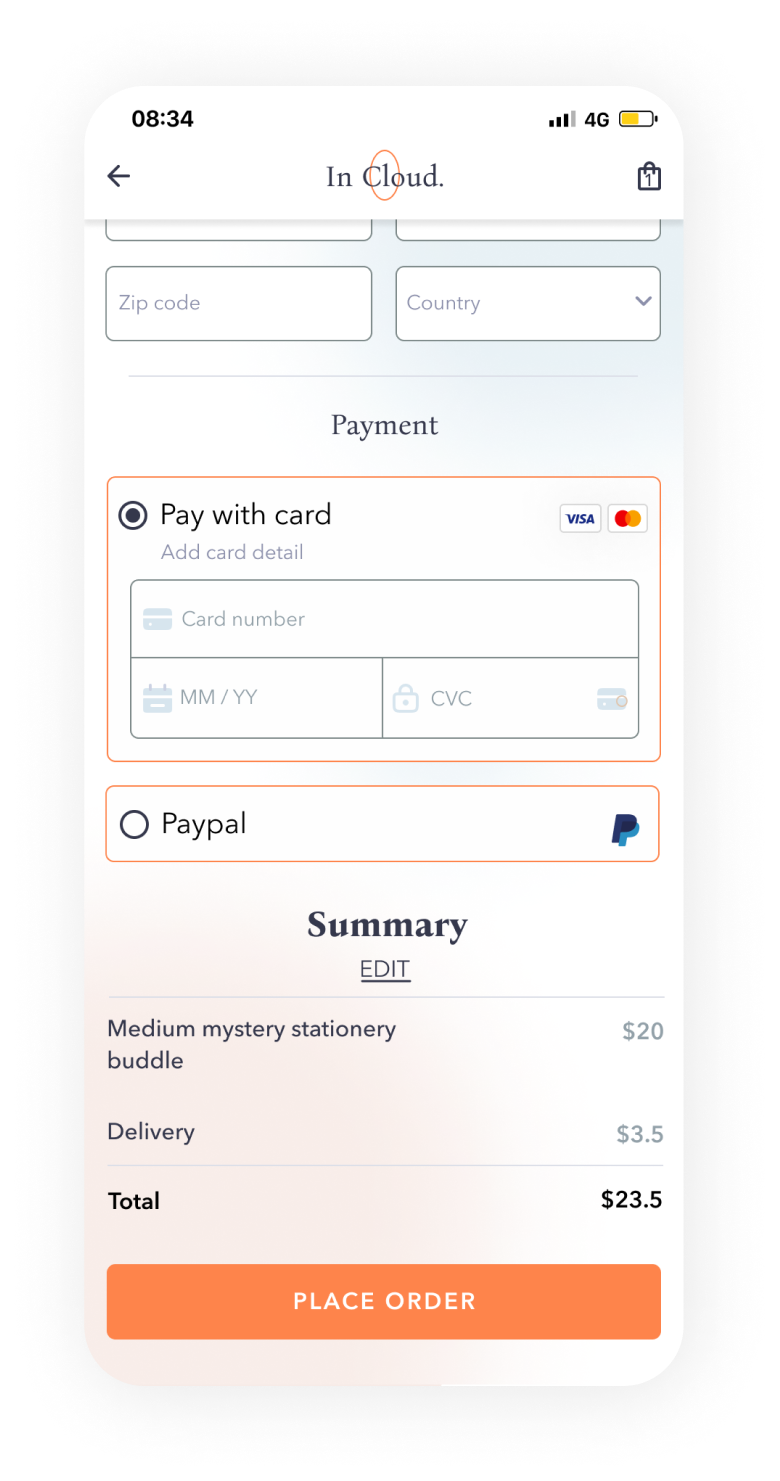 08:34
4G
In Cloud.
1
Zip code
Country
Payment
Pay with card
VISA
Add card detail
Card number
MM / YY
CVC
Paypal
Summary
EDIT
Medium mystery stationery
buddle
$20
Delivery
$3.5
Total
$23.5
PLACE ORDER